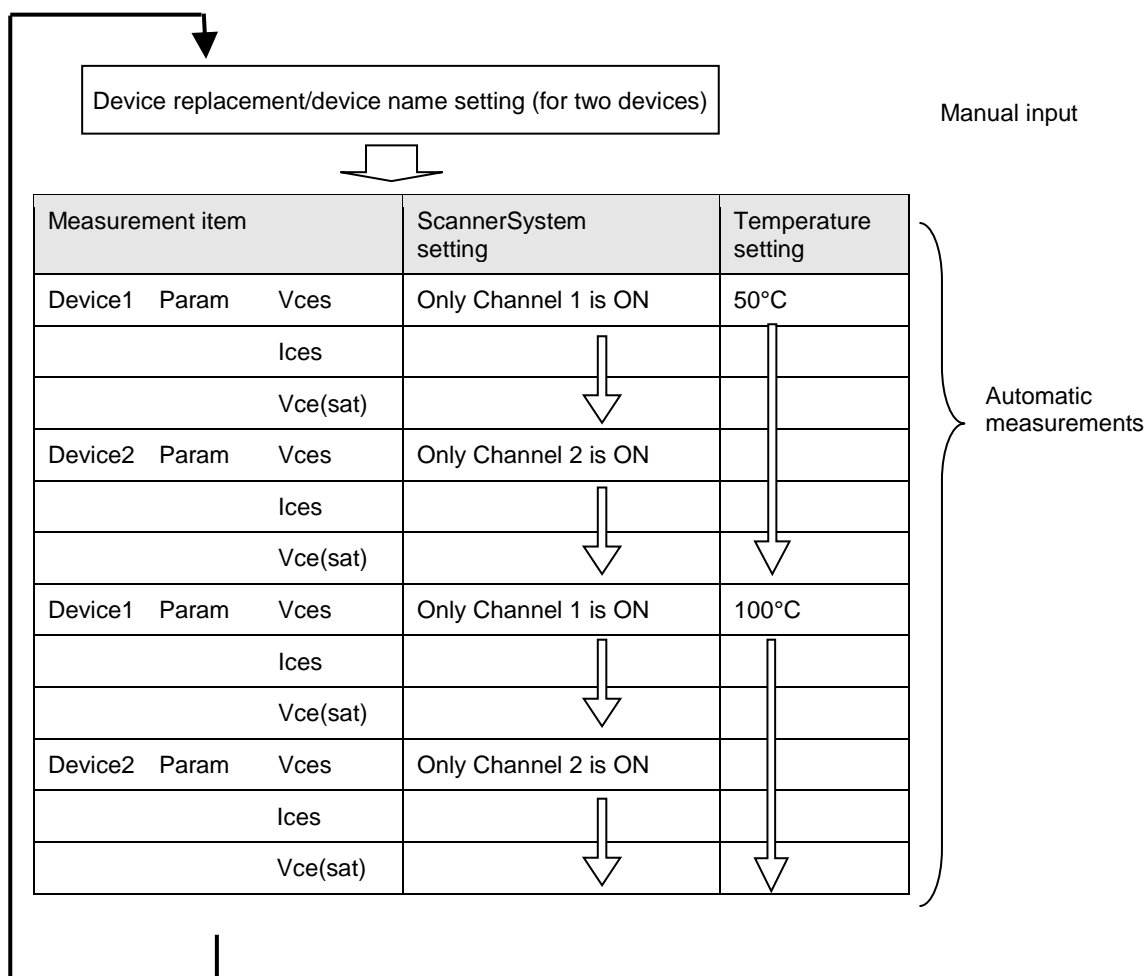 Device replacement/device name setting (for two devices)
Manual input
Measurement item ScannerSystem setting Temperature setting
Device1 Param Vces Only Channel 1 is ON 50°C
Ices
Vce(sat)
Automatic
measurements
Device2 Param Vces Only Channel 2 is ON
Ices
Vce(sat)
Device1 Param Vces Only Channel 1 is ON 100°C
Ices
Vce(sat)
Device2 Param Vces Only Channel 2 is ON
Ices
Vce(sat)